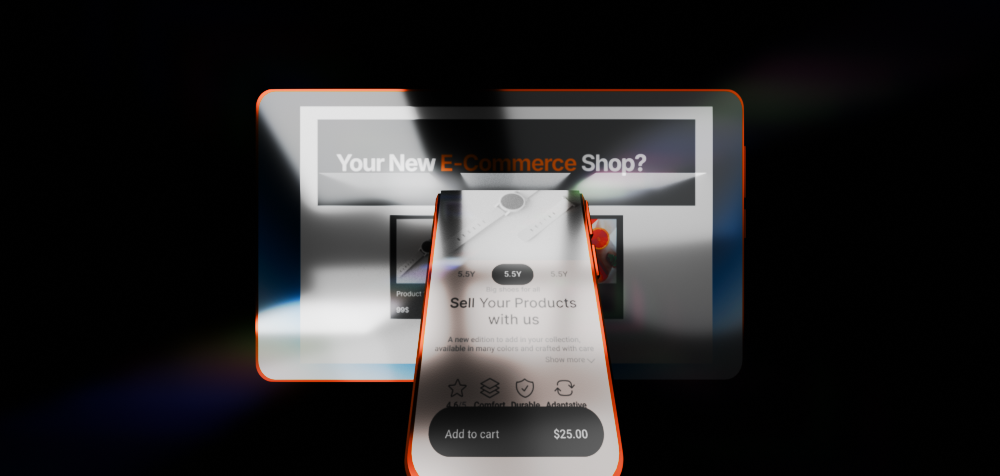 Your New E-Commerce Shop?
Product
99$
5.5Y
5.5Y
5.5Y
Sell Your Products
with us
A new edition to add in your collection,
available in many colors and crafted with care
Show more
4.5/5
Comfort
Durable
Adaptative
Add to cart
$25.00